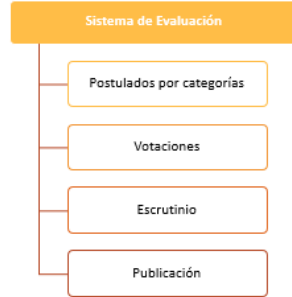 Sistema de Evaluación
Postulados por categorías
Votaciones
Escrutinio
Publicación